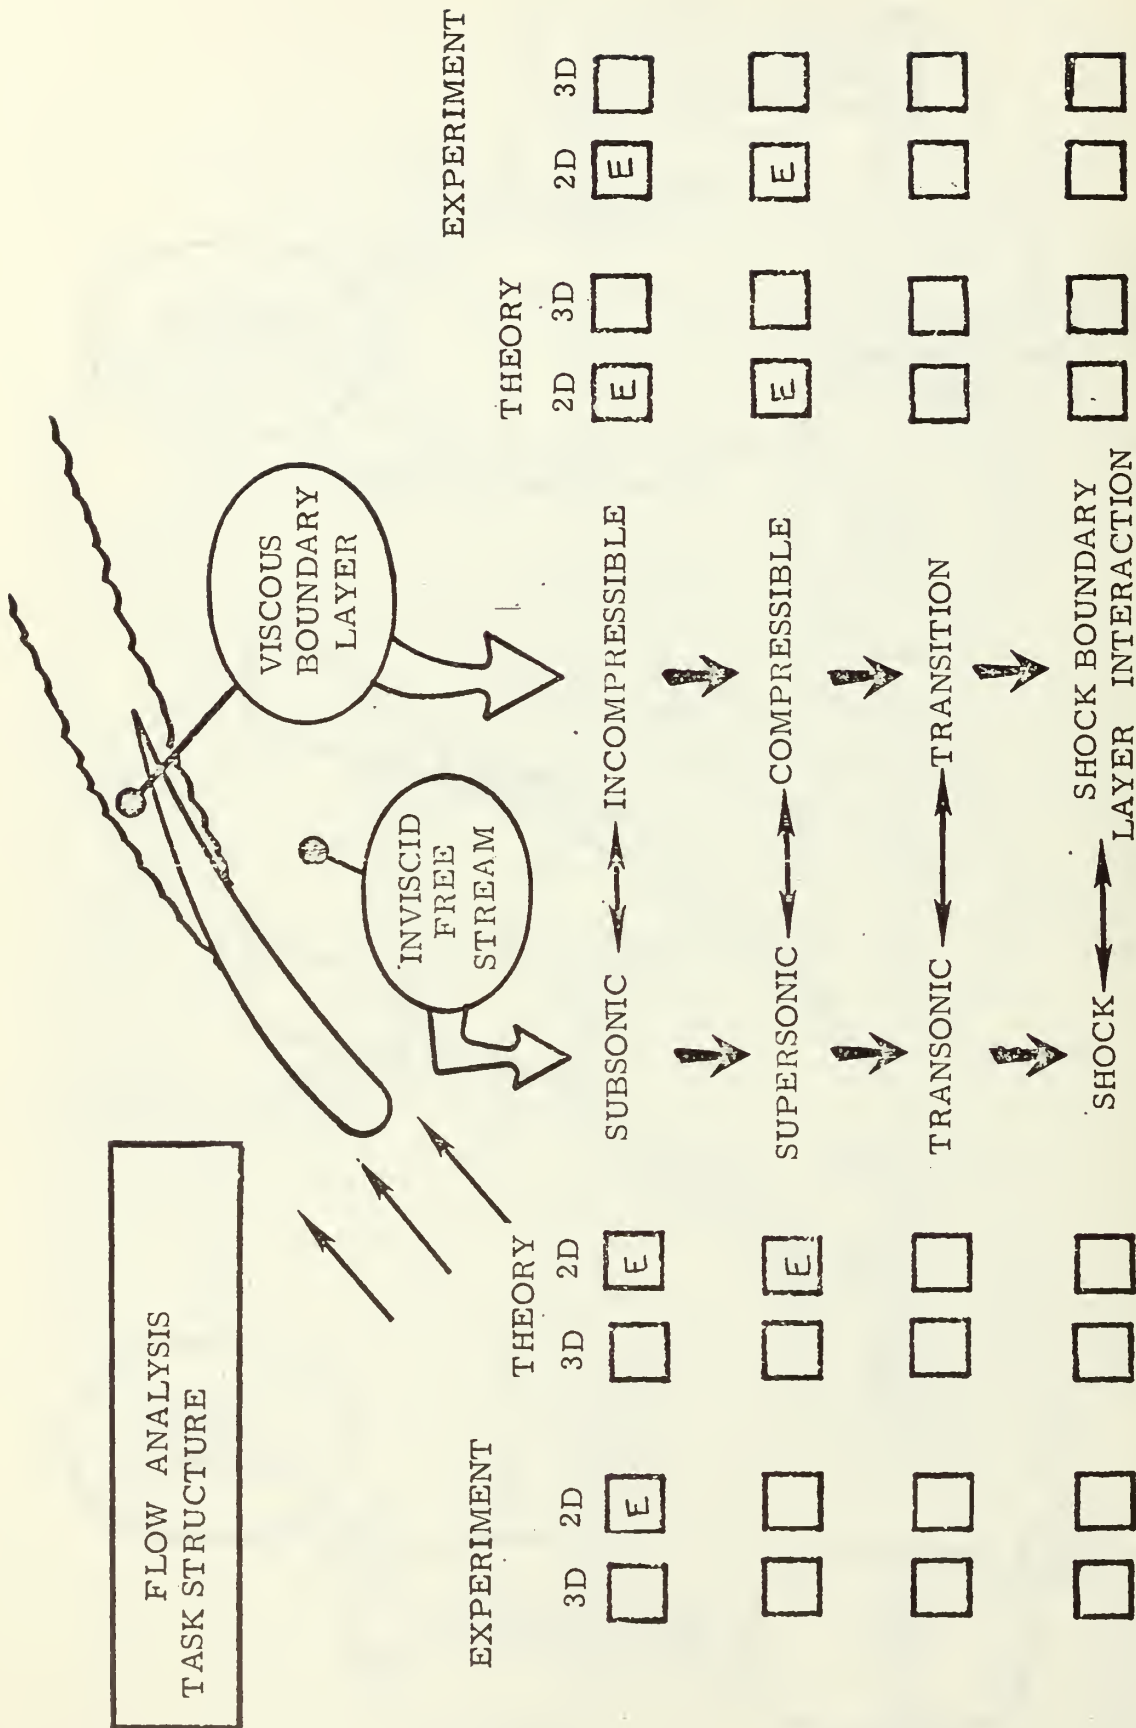 FLOW ANALYSIS
TASK STRUCTURE
VISCOUS
BOUNDARY
LAYER
INVISCID
FREE
STREAM
EXPERIMENT
THEORY
THEORY
EXPERIMENT
3D 2D 3D 2D
2D 3D 2D 3D
E E SUBSONIC INCOMPRESSIBLE E E
E SUPERSONIC COMPRESSIBLE E E
TRANSONIC TRANSITION
SHOCK SHOCK BOUNDARY
LAYER INTERACTION